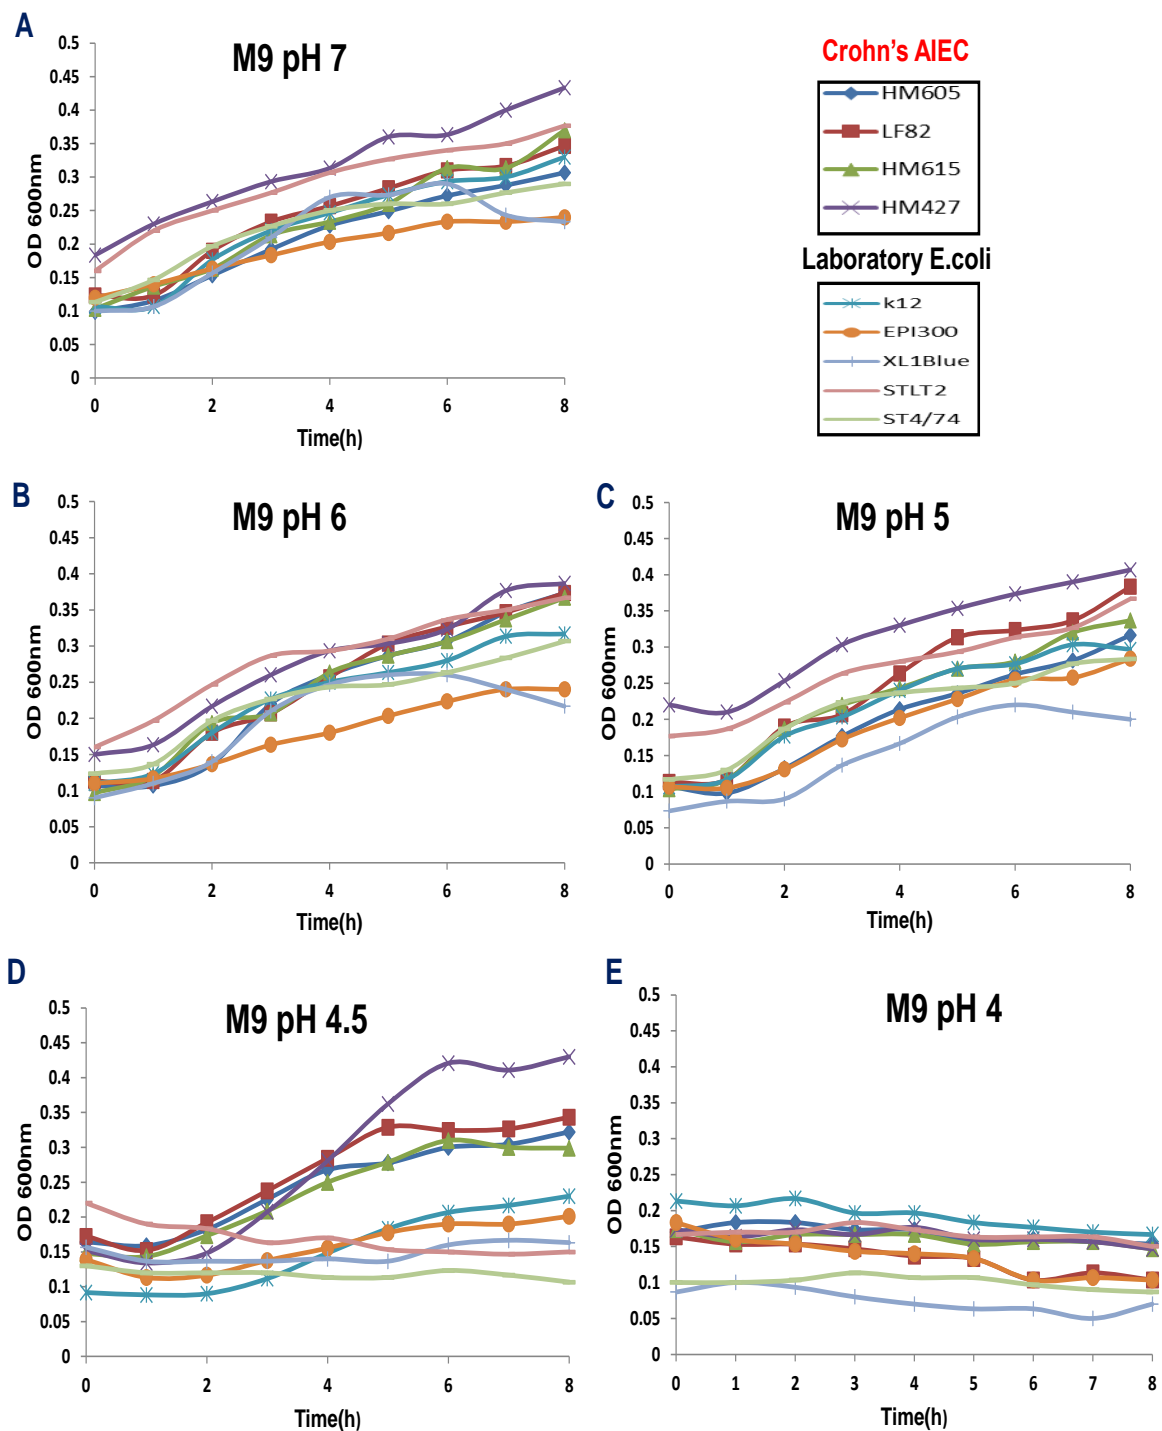 A
M9 pH 7
0.5
0.45
0.4
0.35
0.3
0.25
0.2
0.15
0.1
0.05
0
OD 600nm
0 2 4 6 8
Time(h)
Crohn's AIEC
HM605
LF82
HM615
HM427
Laboratory E.coli
k12
EPI300
XL1Blue
STLT2
ST4/74
B
M9 pH 6
0.5
0.45
0.4
0.35
0.3
0.25
0.2
0.15
0.1
0.05
0
OD 600nm
0 2 4 6 8
Time(h)
C
M9 pH 5
0.5
0.45
0.4
0.35
0.3
0.25
0.2
0.15
0.1
0.05
0
OD 600nm
0 2 4 6 8
Time(h)
D
M9 pH 4.5
0.5
0.45
0.4
0.35
0.3
0.25
0.2
0.15
0.1
0.05
0
OD 600nm
0 2 4 6 8
Time(h)
E
M9 pH 4
0.5
0.45
0.4
0.35
0.3
0.25
0.2
0.15
0.1
0.05
0
OD 600nm
0 1 2 3 4 5 6 7 8
Time(h)